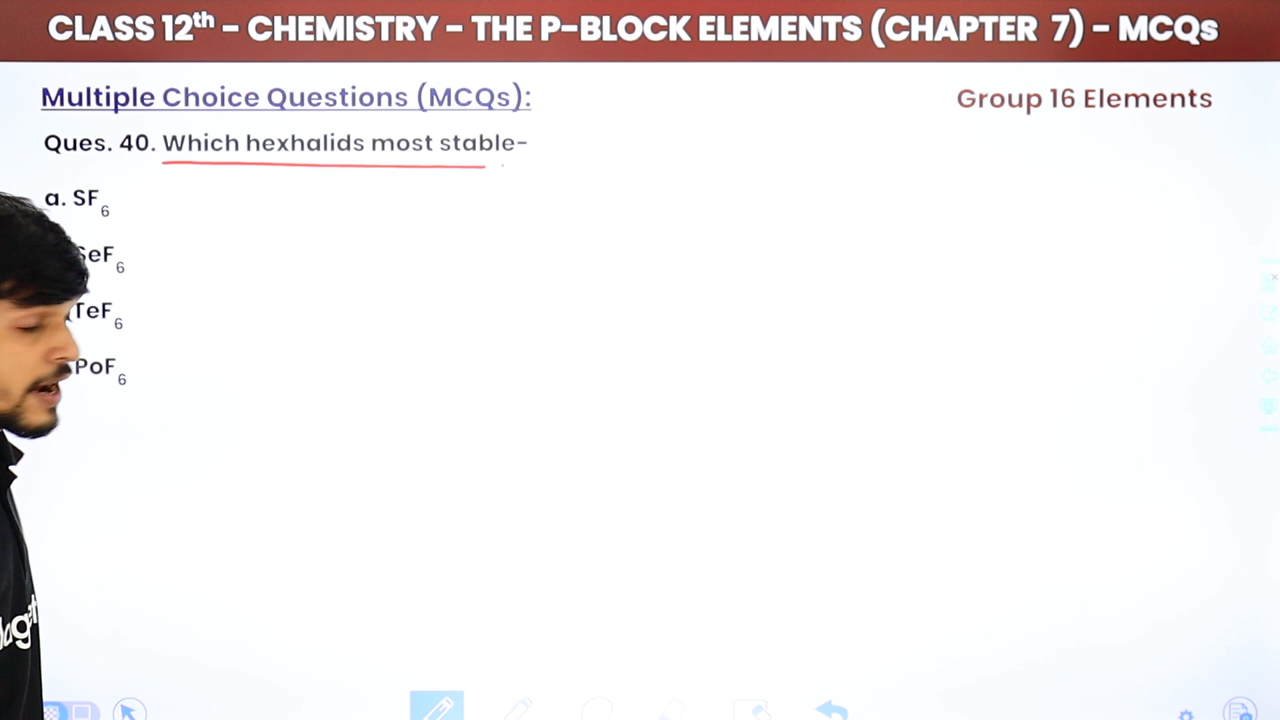 CLASS 12th - CHEMISTRY - THE P-BLOCK ELEMENTS (CHAPTER 7) - MCQs
Multiple Choice Questions (MCQs):
Group 16 Elements
Ques. 40. Which hexhalids most stable-
a. SF6
SeF6
TeF6
PoF6